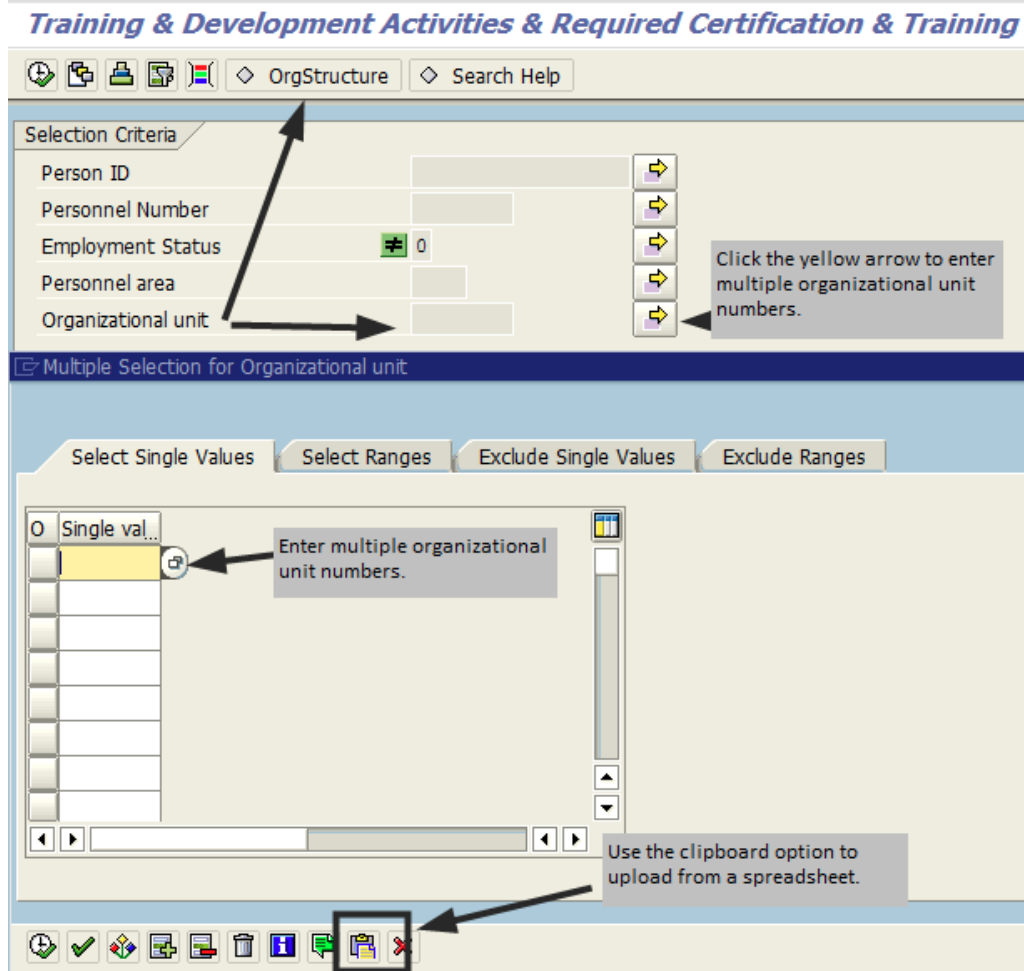 Training & Development Activities & Required Certification & Training
OrgStructure
Search Help
Selection Criteria
Person ID
Personnel Number
Employment Status
0
Personnel area
Organizational unit
Click the yellow arrow to enter
multiple organizational unit
numbers.
Multiple Selection for Organizational unit
Select Single Values
Select Ranges
Exclude Single Values
Exclude Ranges
O
Single val...
Enter multiple organizational
unit numbers.
Use the clipboard option to
upload from a spreadsheet.